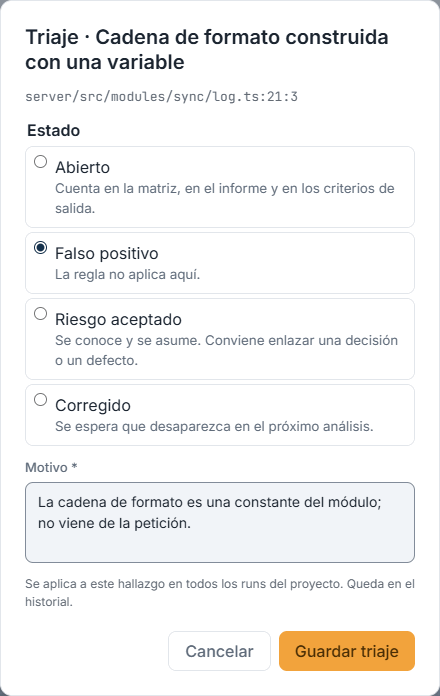 Triaje · Cadena de formato construida
con una variable
server/src/modules/sync/log.ts:21:3
Estado
Abierto
Cuenta en la matriz, en el informe y en los criterios de
salida.
Falso positivo
La regla no aplica aquí.
Riesgo aceptado
Se conoce y se asume. Conviene enlazar una decisión
o un defecto.
Corregido
Se espera que desaparezca en el próximo análisis.
Motivo *
La cadena de formato es una constante del módulo;
no viene de la petición.
Se aplica a este hallazgo en todos los runs del proyecto. Queda en el
historial.
Cancelar
Guardar triaje